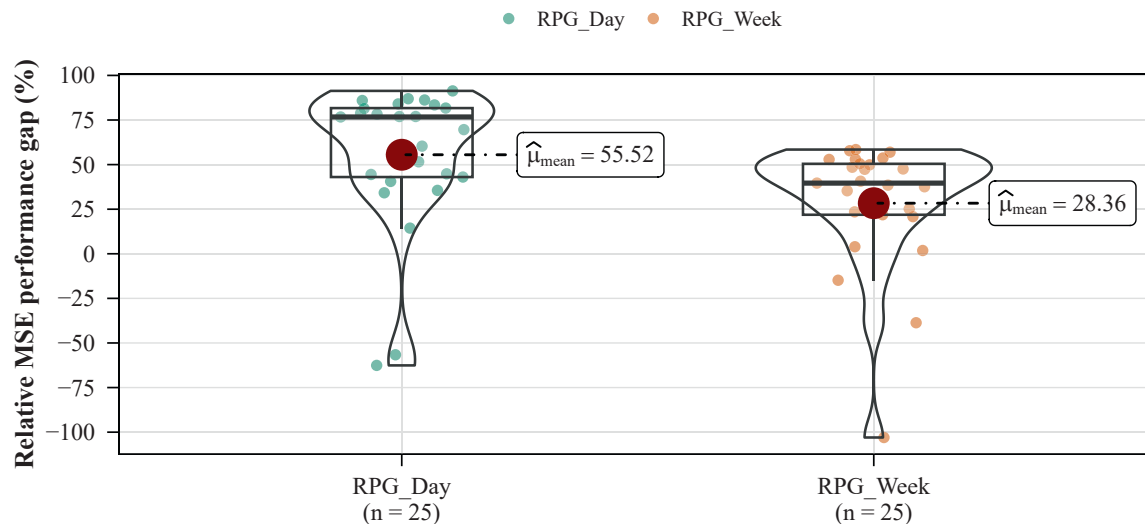 RPG_Day RPG_Week
Relative MSE performance gap (%)
100
75
50
25
0
−25
−50
−75
−100
μ̂mean = 55.52
μ̂mean = 28.36
RPG_Day
(n = 25)
RPG_Week
(n = 25)